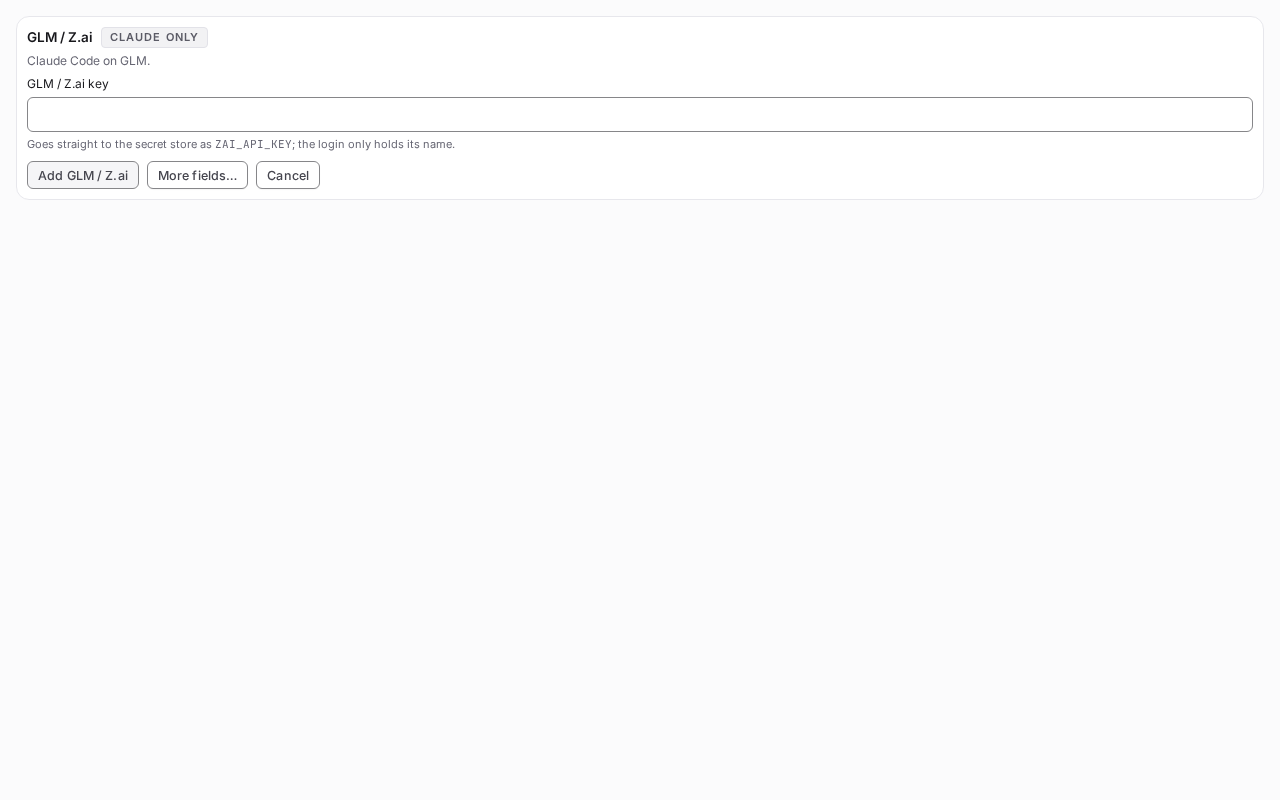 GLM / Z.ai CLAUDE ONLY
Claude Code on GLM.
GLM / Z.ai key
Goes straight to the secret store as ZAI_API_KEY; the login only holds its name.
Add GLM / Z.ai More fields... Cancel